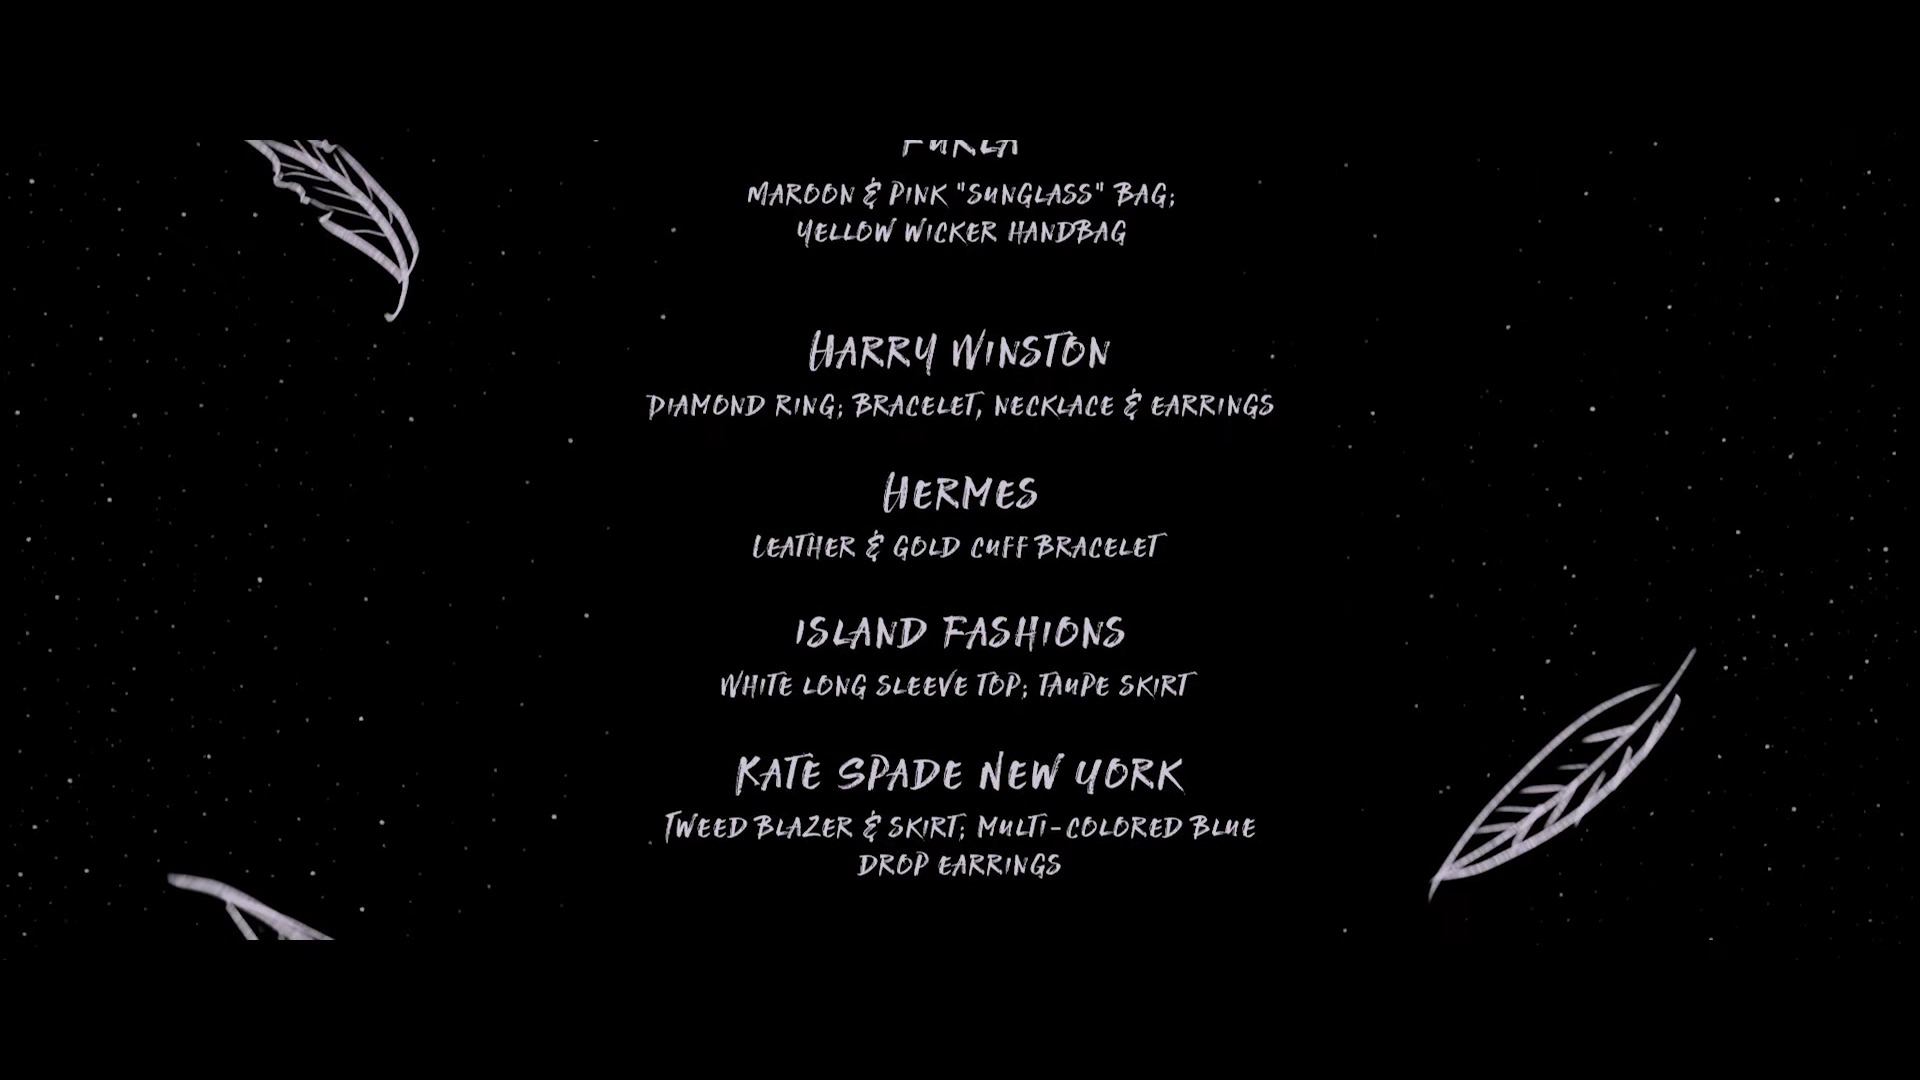 FURLA
MAROON & PINK "SUNGLASS" BAG;
YELLOW WICKER HANDBAG
HARRY WINSTON
DIAMOND RING; BRACELET, NECKLACE & EARRINGS
HERMES
LEATHER & GOLD CUFF BRACELET
ISLAND FASHIONS
WHITE LONG SLEEVE TOP; TAUPE SKIRT
KATE SPADE NEW YORK
TWEED BLAZER & SKIRT; MULTI-COLORED BLUE
DROP EARRINGS